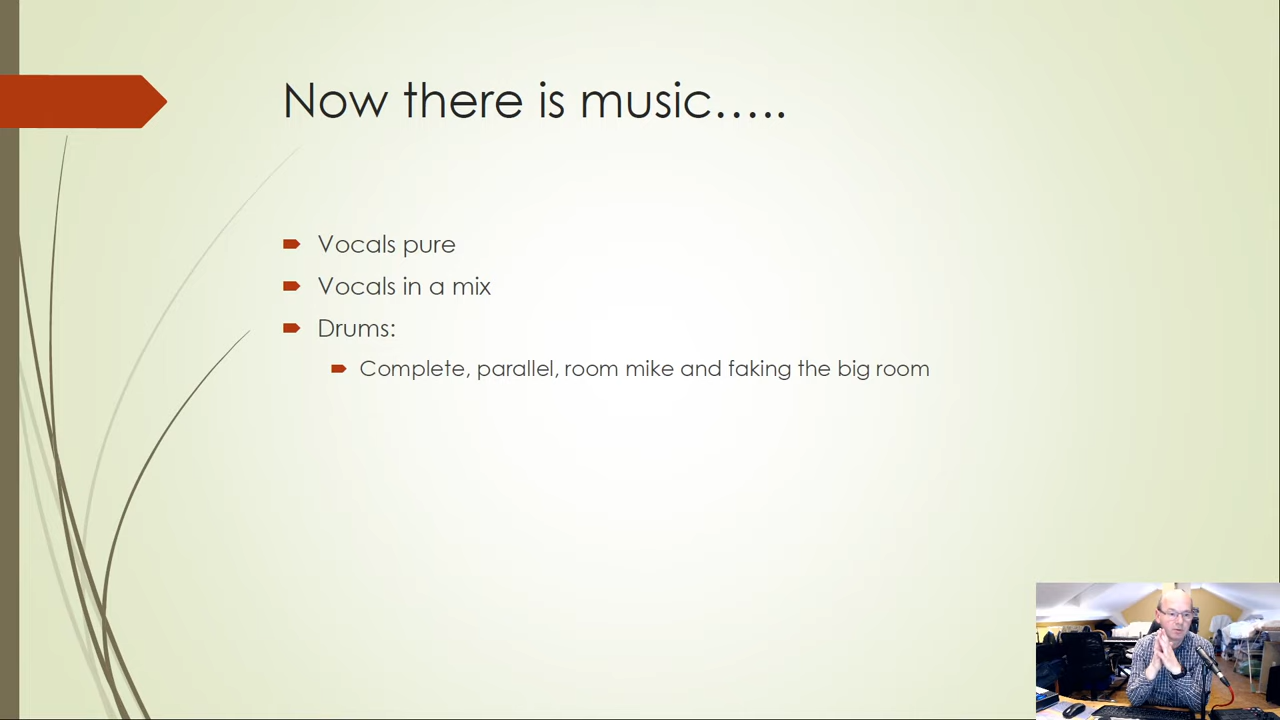 Now there is music.....
Vocals pure
Vocals in a mix
Drums:
Complete, parallel, room mike and faking the big room